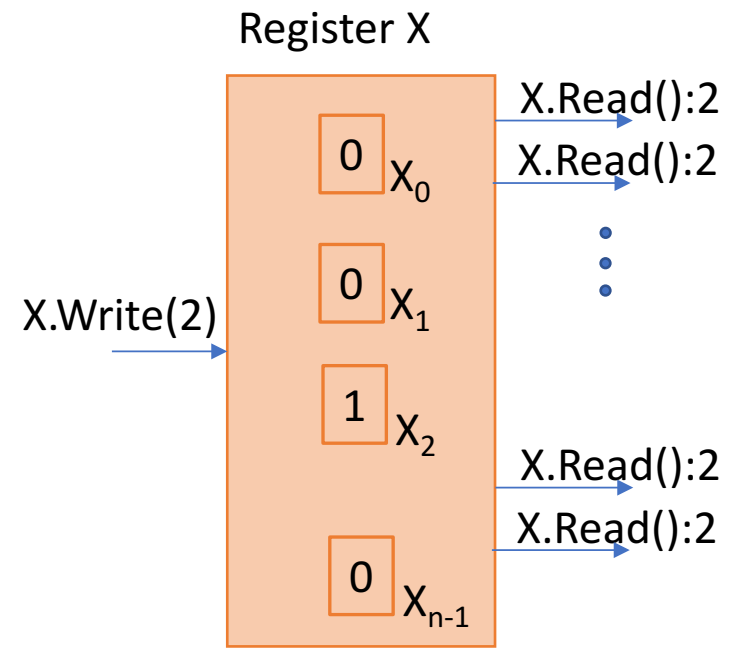 Register X
X.Read():2
0 X₀
X.Read():2
0 X₁
X.Write(2)
1 X₂
X.Read():2
X.Read():2
0 Xₙ₋₁